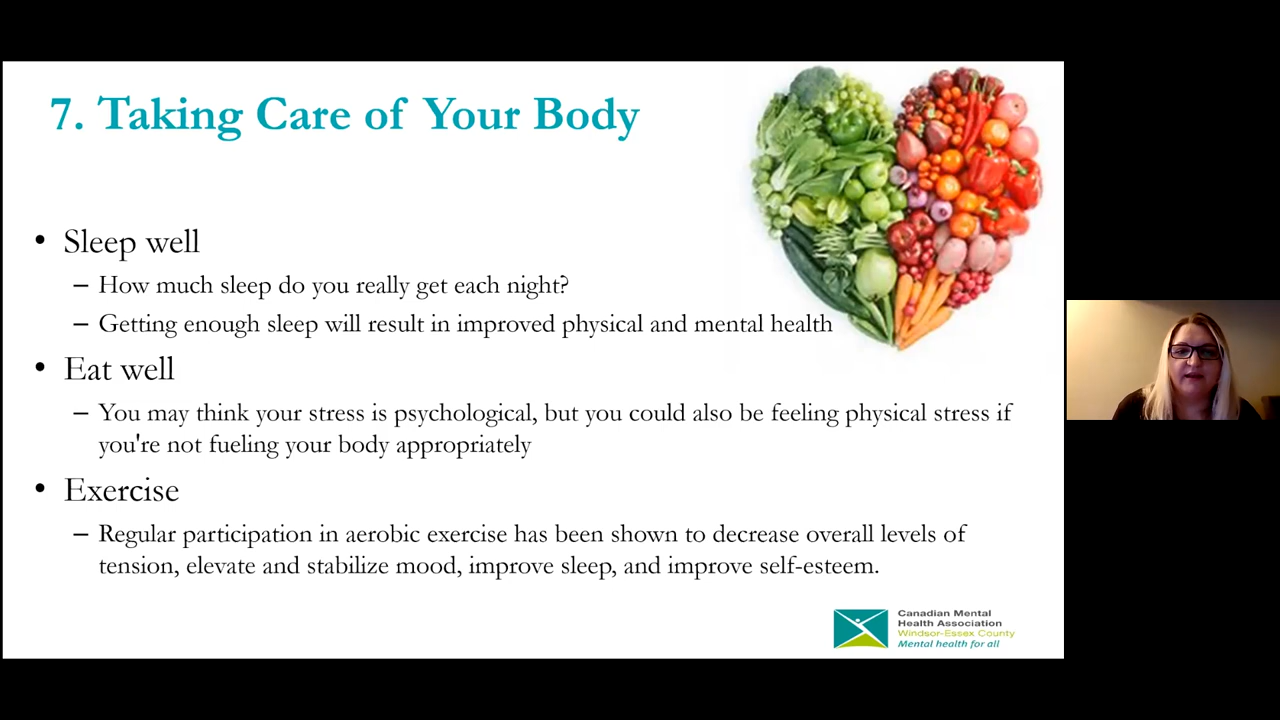 7. Taking Care of Your Body
• Sleep well
– How much sleep do you really get each night?
– Getting enough sleep will result in improved physical and mental health
• Eat well
– You may think your stress is psychological, but you could also be feeling physical stress if
you're not fueling your body appropriately
• Exercise
– Regular participation in aerobic exercise has been shown to decrease overall levels of
tension, elevate and stabilize mood, improve sleep, and improve self-esteem.
Canadian Mental
Health Association
Windsor-Essex County
Mental health for all